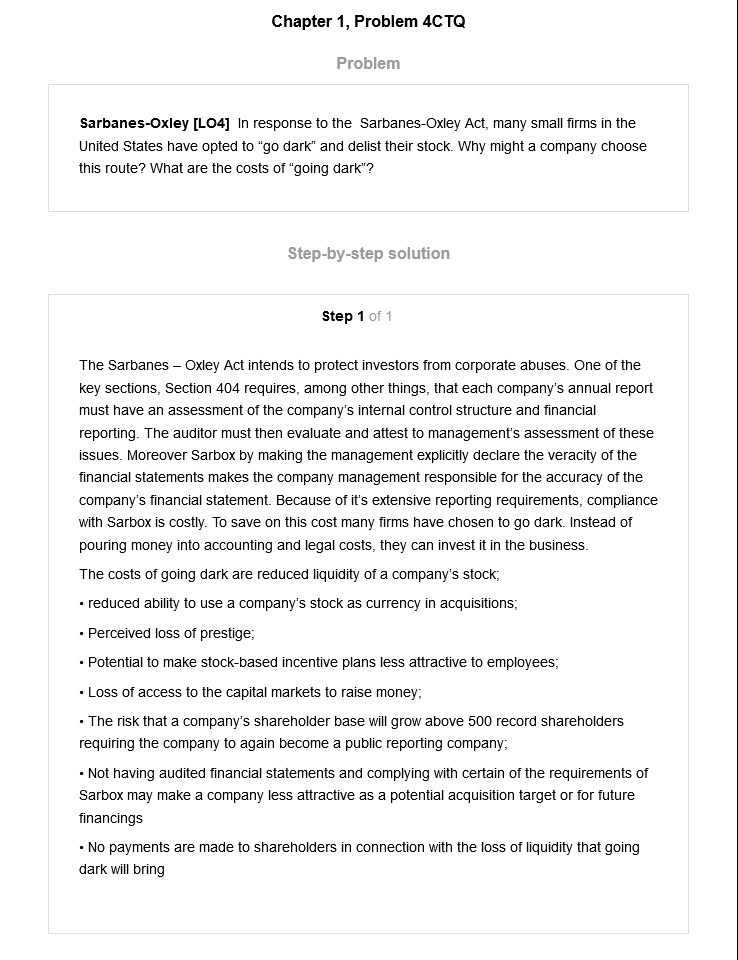 Chapter 1, Problem 4CTQ
Problem
Sarbanes-Oxley [LO4]  In response to the  Sarbanes-Oxley Act, many small firms in the
United States have opted to “go dark” and delist their stock. Why might a company choose
this route? What are the costs of “going dark”?
Step-by-step solution
Step 1 of 1
The Sarbanes – Oxley Act intends to protect investors from corporate abuses. One of the
key sections, Section 404 requires, among other things, that each company’s annual report
must have an assessment of the company’s internal control structure and financial
reporting. The auditor must then evaluate and attest to management’s assessment of these
issues. Moreover Sarbox by making the management explicitly declare the veracity of the
financial statements makes the company management responsible for the accuracy of the
company’s financial statement. Because of it’s extensive reporting requirements, compliance
with Sarbox is costly. To save on this cost many firms have chosen to go dark. Instead of
pouring money into accounting and legal costs, they can invest it in the business.
The costs of going dark are reduced liquidity of a company’s stock;
• reduced ability to use a company’s stock as currency in acquisitions;
• Perceived loss of prestige;
• Potential to make stock-based incentive plans less attractive to employees;
• Loss of access to the capital markets to raise money;
• The risk that a company’s shareholder base will grow above 500 record shareholders
requiring the company to again become a public reporting company;
• Not having audited financial statements and complying with certain of the requirements of
Sarbox may make a company less attractive as a potential acquisition target or for future
financings
• No payments are made to shareholders in connection with the loss of liquidity that going
dark will bring